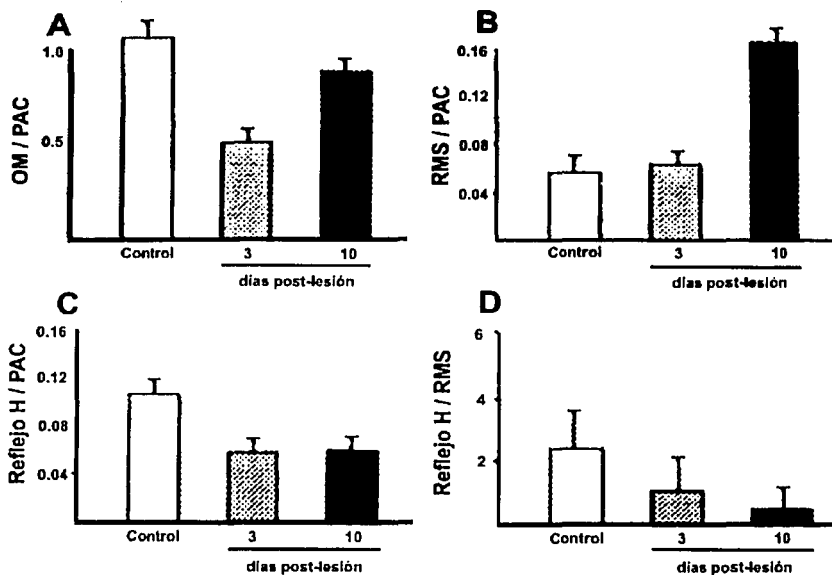 A
OM / PAC
1.0
0.5
Control
3
10
días post-lesión
B
RMS / PAC
0.16
0.08
0.04
Control
3
10
días post-lesión
C
Reflejo H / PAC
0.16
0.12
0.08
0.04
Control
3
10
días post-lesión
D
Reflejo H / RMS
6
4
2
Control
3
10
días post-lesión